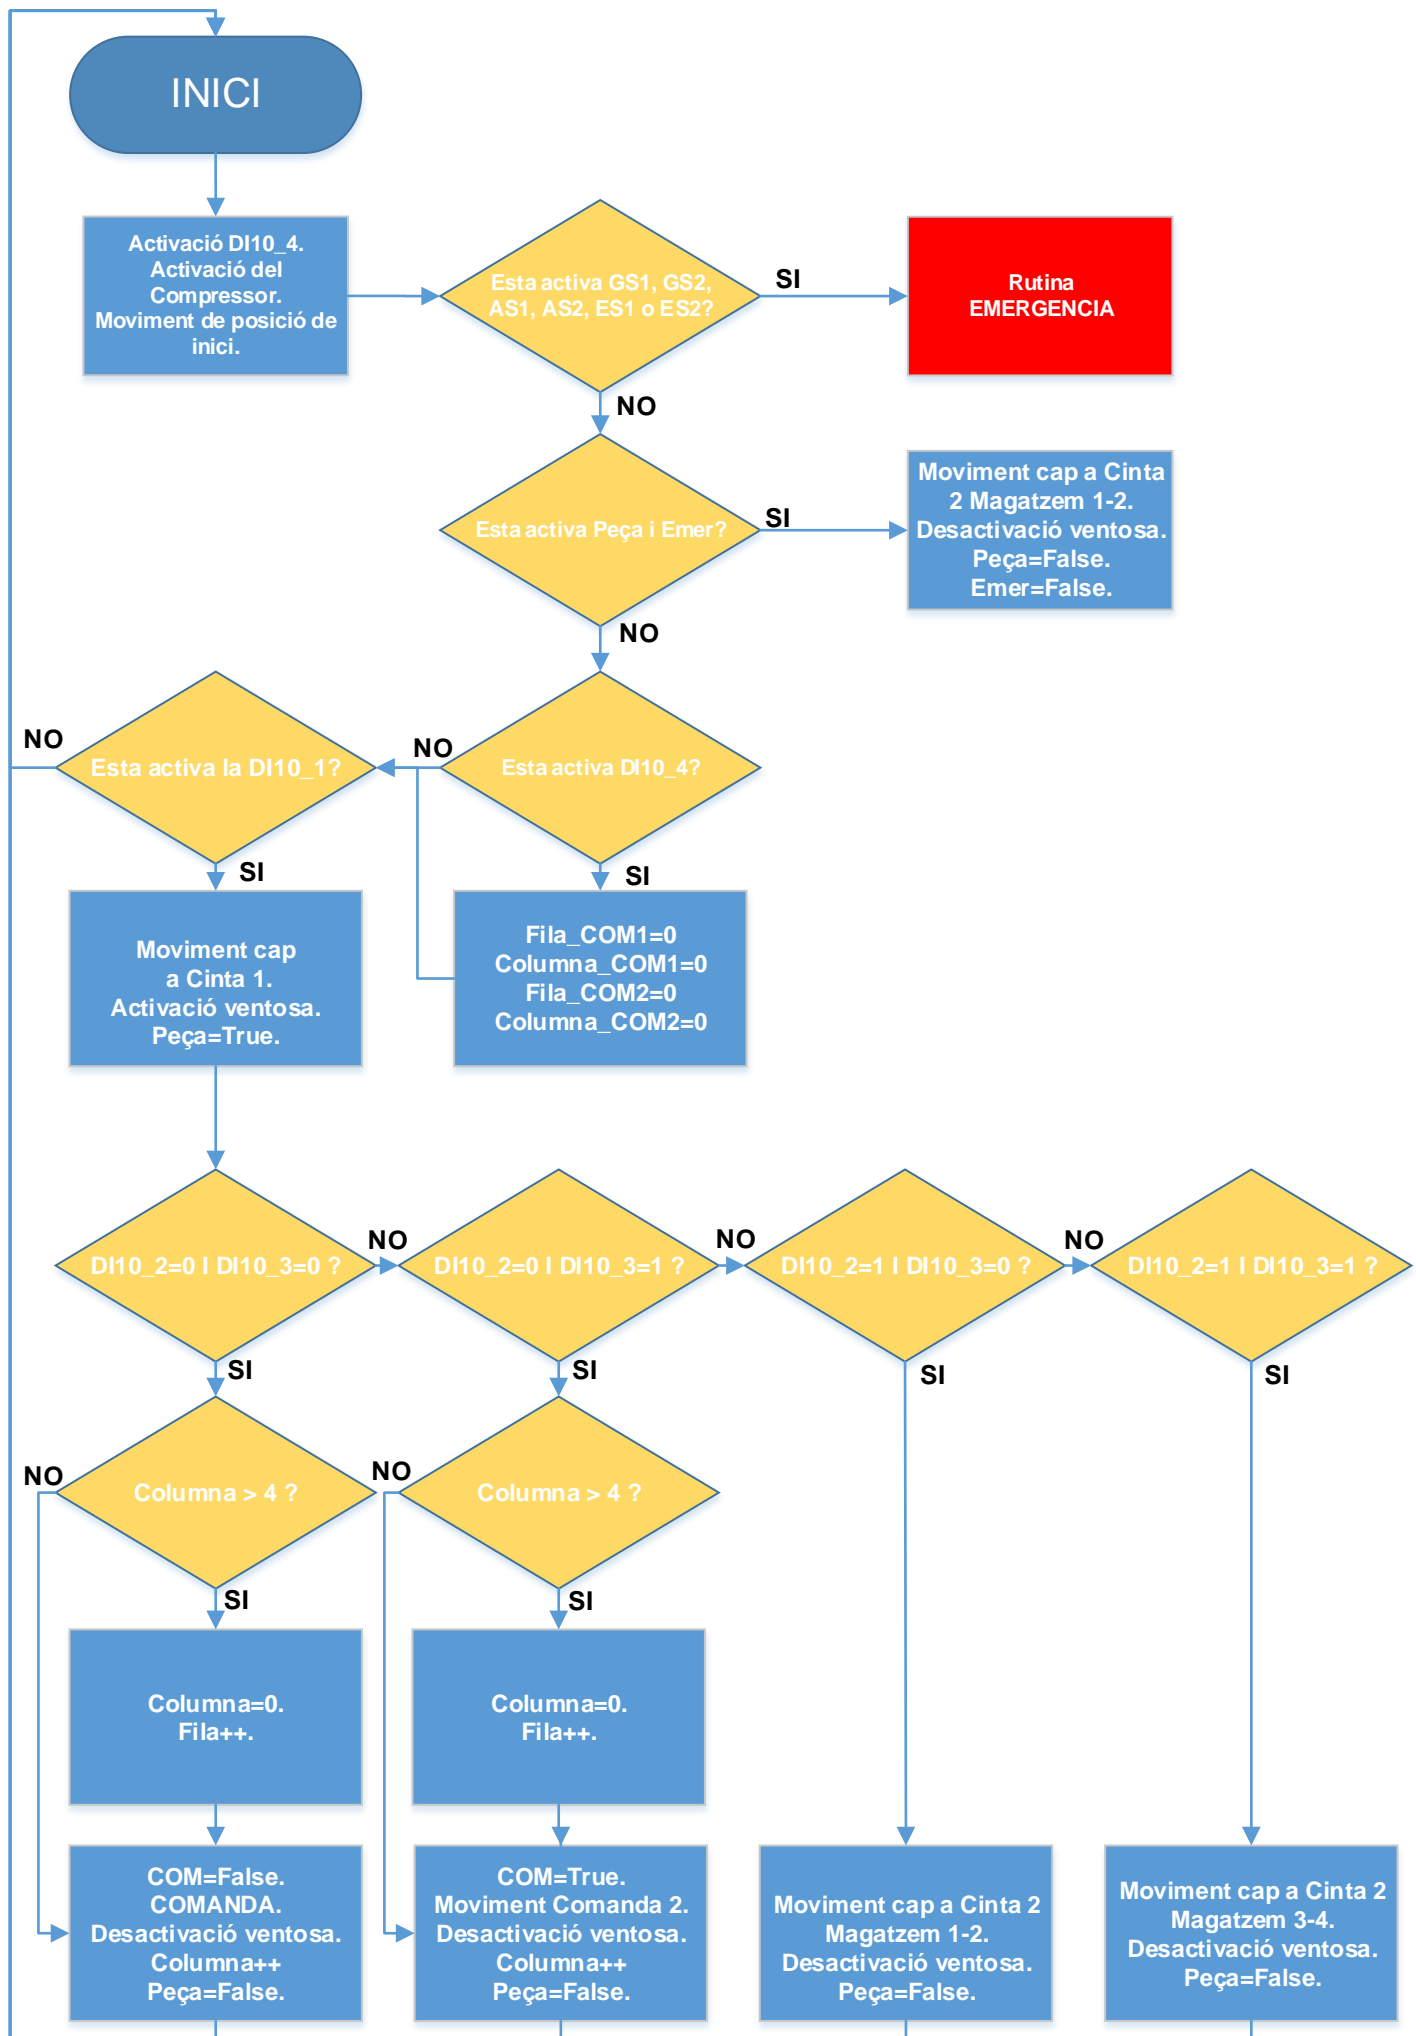 INICI
Activació DI10_4.
Activació del
Compressor.
Moviment de posició de
inici.
Esta activa GS1, GS2,
AS1, AS2, ES1 o ES2?
SI
Rutina
EMERGENCIA
NO
Esta activa Peça i Emer?
SI
Moviment cap a Cinta
2 Magatzem 1-2.
Desactivació ventosa.
Peça=False.
Emer=False.
NO
NO
Esta activa la DI10_1?
NO
Esta activa DI10_4?
SI
SI
Moviment cap
a Cinta 1.
Activació ventosa.
Peça=True.
Fila_COM1=0
Columna_COM1=0
Fila_COM2=0
Columna_COM2=0
DI10_2=0 I DI10_3=0 ?
NO
DI10_2=0 I DI10_3=1 ?
NO
DI10_2=1 I DI10_3=0 ?
NO
DI10_2=1 I DI10_3=1 ?
SI
SI
SI
SI
NO
Columna > 4 ?
NO
Columna > 4 ?
SI
SI
Columna=0.
Fila++.
Columna=0.
Fila++.
COM=False.
COMANDA.
Desactivació ventosa.
Columna++
Peça=False.
COM=True.
Moviment Comanda 2.
Desactivació ventosa.
Columna++
Peça=False.
Moviment cap a Cinta 2
Magatzem 1-2.
Desactivació ventosa.
Peça=False.
Moviment cap a Cinta 2
Magatzem 3-4.
Desactivació ventosa.
Peça=False.